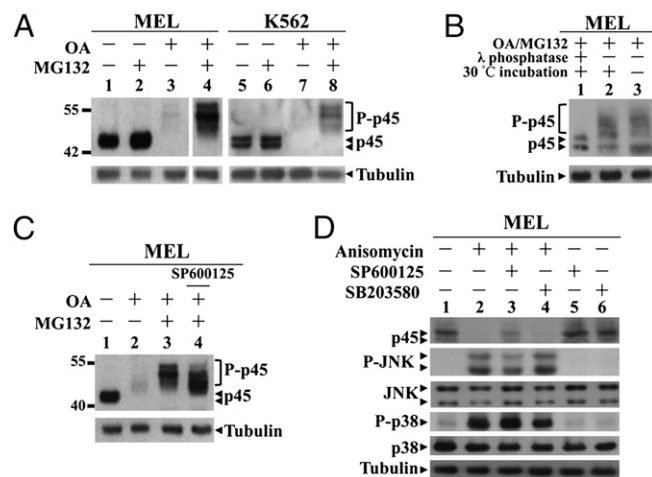 A
MEL K562
OA − − + + − − + +
MG132 − + − + − + − +
1 2 3 4 5 6 7 8
55
42
P-p45
p45
Tubulin
B
MEL
OA/MG132 + + +
λ phosphatase + − −
30 °C incubation + + −
1 2 3
P-p45
p45
Tubulin
C
MEL
SP600125
OA − + + +
MG132 − − + +
1 2 3 4
55
40
P-p45
p45
Tubulin
D
MEL
Anisomycin − + + + − −
SP600125 − − + − + −
SB203580 − − − + − +
1 2 3 4 5 6
p45
P-JNK
JNK
P-p38
p38
Tubulin